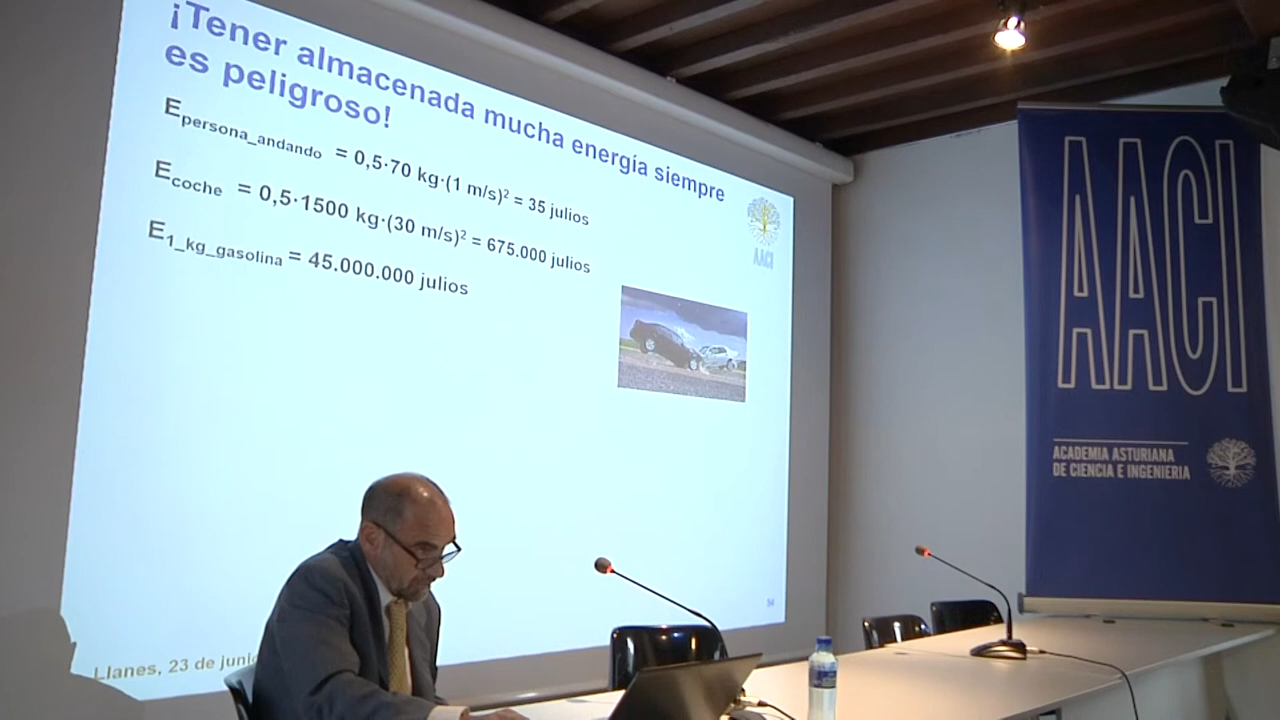 ¡Tener almacenada mucha energía siempre
es peligroso!
Epersona_andando = 0,5·70 kg·(1 m/s)² = 35 julios
Ecoche = 0,5·1500 kg·(30 m/s)² = 675.000 julios
E1_kg_gasolina = 45.000.000 julios
AACI
54
Llanes, 23 de juni
AACI
ACADEMIA ASTURIANA
DE CIENCIA E INGENIERIA